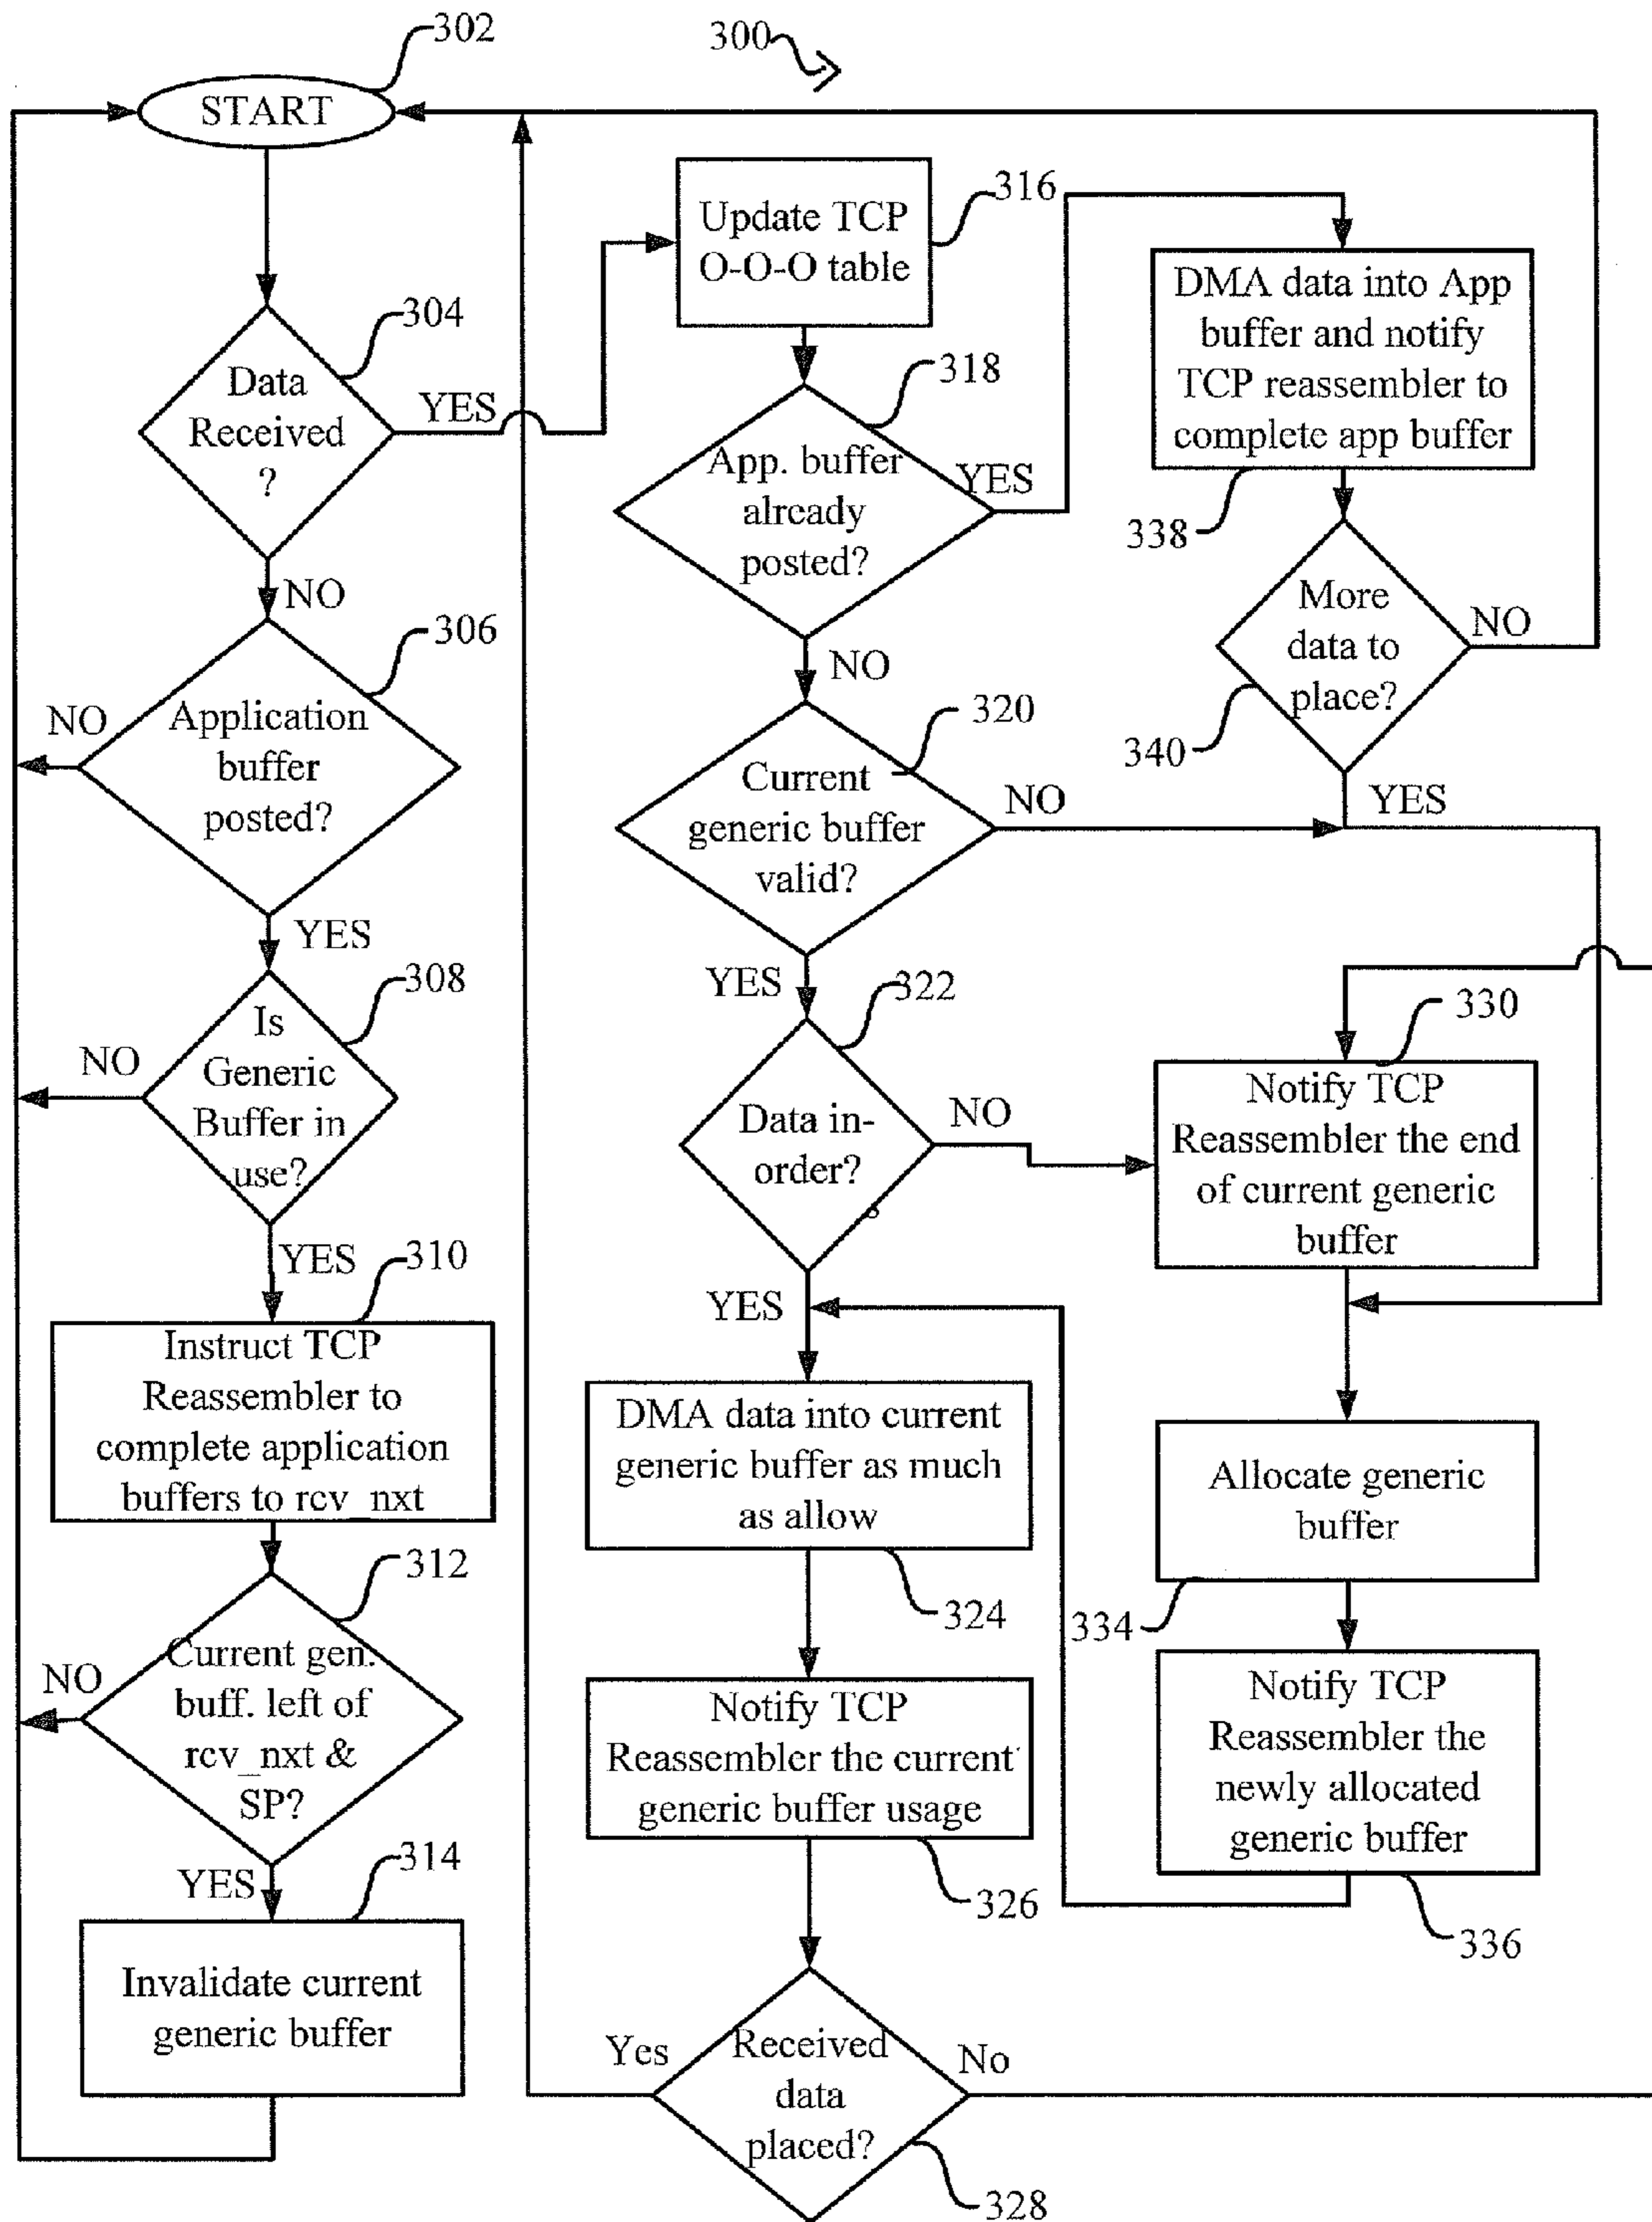 302
300
START
316
Update TCP
O-O-O table
DMA data into App
buffer and notify
TCP reassembler to
complete app buffer
338
304
Data
Received
?
YES
318
App. buffer
already
posted?
YES
NO
NO
More
data to
place?
NO
340
YES
306
Application
buffer
posted?
NO
YES
320
Current
generic buffer
valid?
NO
YES
308
Is
Generic
Buffer in
use?
NO
YES
322
Data in-
order?
NO
YES
330
Notify TCP
Reassembler the end
of current generic
buffer
310
Instruct TCP
Reassembler to
complete application
buffers to rcv_nxt
DMA data into current
generic buffer as much
as allow
324
Allocate generic
buffer
334
312
Current gen.
buff. left of
rcv_nxt &
SP?
NO
YES
Notify TCP
Reassembler the current
generic buffer usage
326
Notify TCP
Reassembler the
newly allocated
generic buffer
336
314
Invalidate current
generic buffer
Received
data
placed?
Yes
No
328